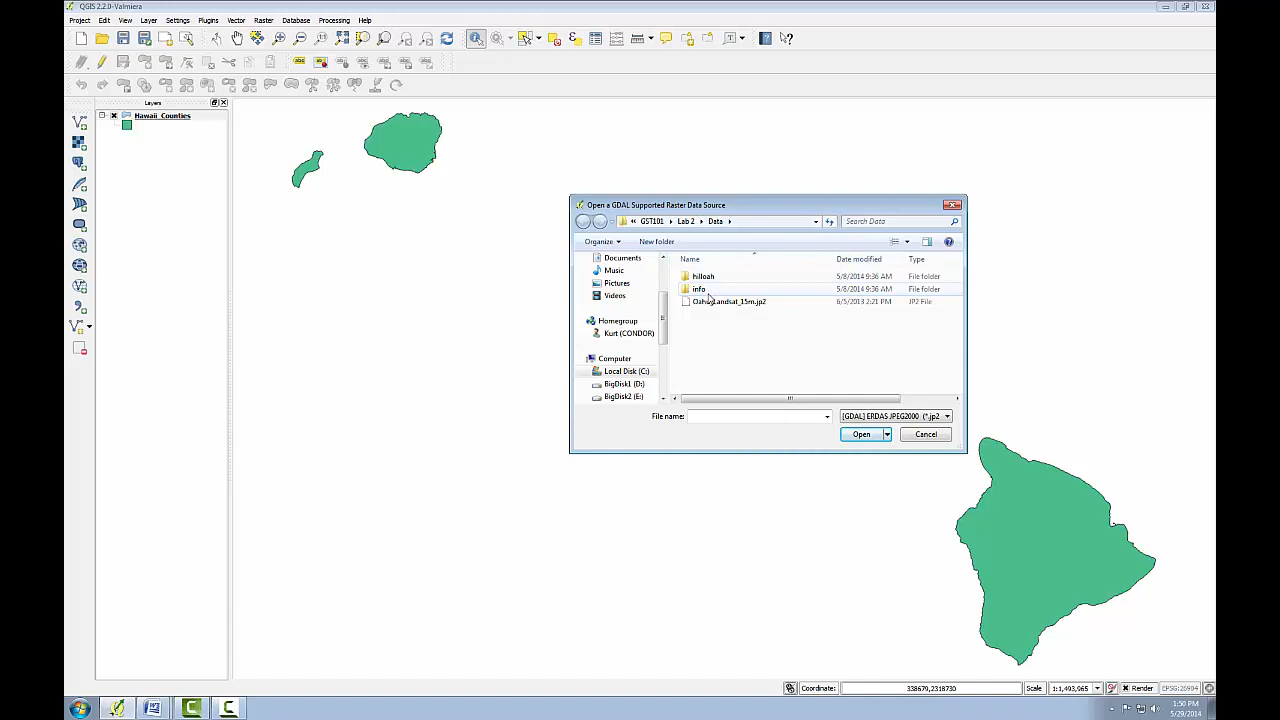 QGIS 2.2.0-Valmiera
Project Edit View Layer Settings Plugins Vector Raster Database Processing Help
Layers
Hawaii_Counties
Open a GDAL Supported Raster Data Source
« GST101 ▸ Lab 2 ▸ Data ▸
Search Data
Organize New folder
Name Date modified Type
Documents
Music
Pictures
Videos
Homegroup
Kurt (CONDOR)
Computer
Local Disk (C:)
BigDisk1 (D:)
BigDisk2 (E:)
hilloah 5/8/2014 9:36 AM File folder
info 5/8/2014 9:36 AM File folder
6/5/2013 2:21 PM JP2 File
File name: [GDAL] ERDAS JPEG2000 (*.jp2
Open Cancel
Coordinate: 338679,2318730 Scale 1:1,493,965 Render EPSG:26904
1:50 PM
5/29/2014